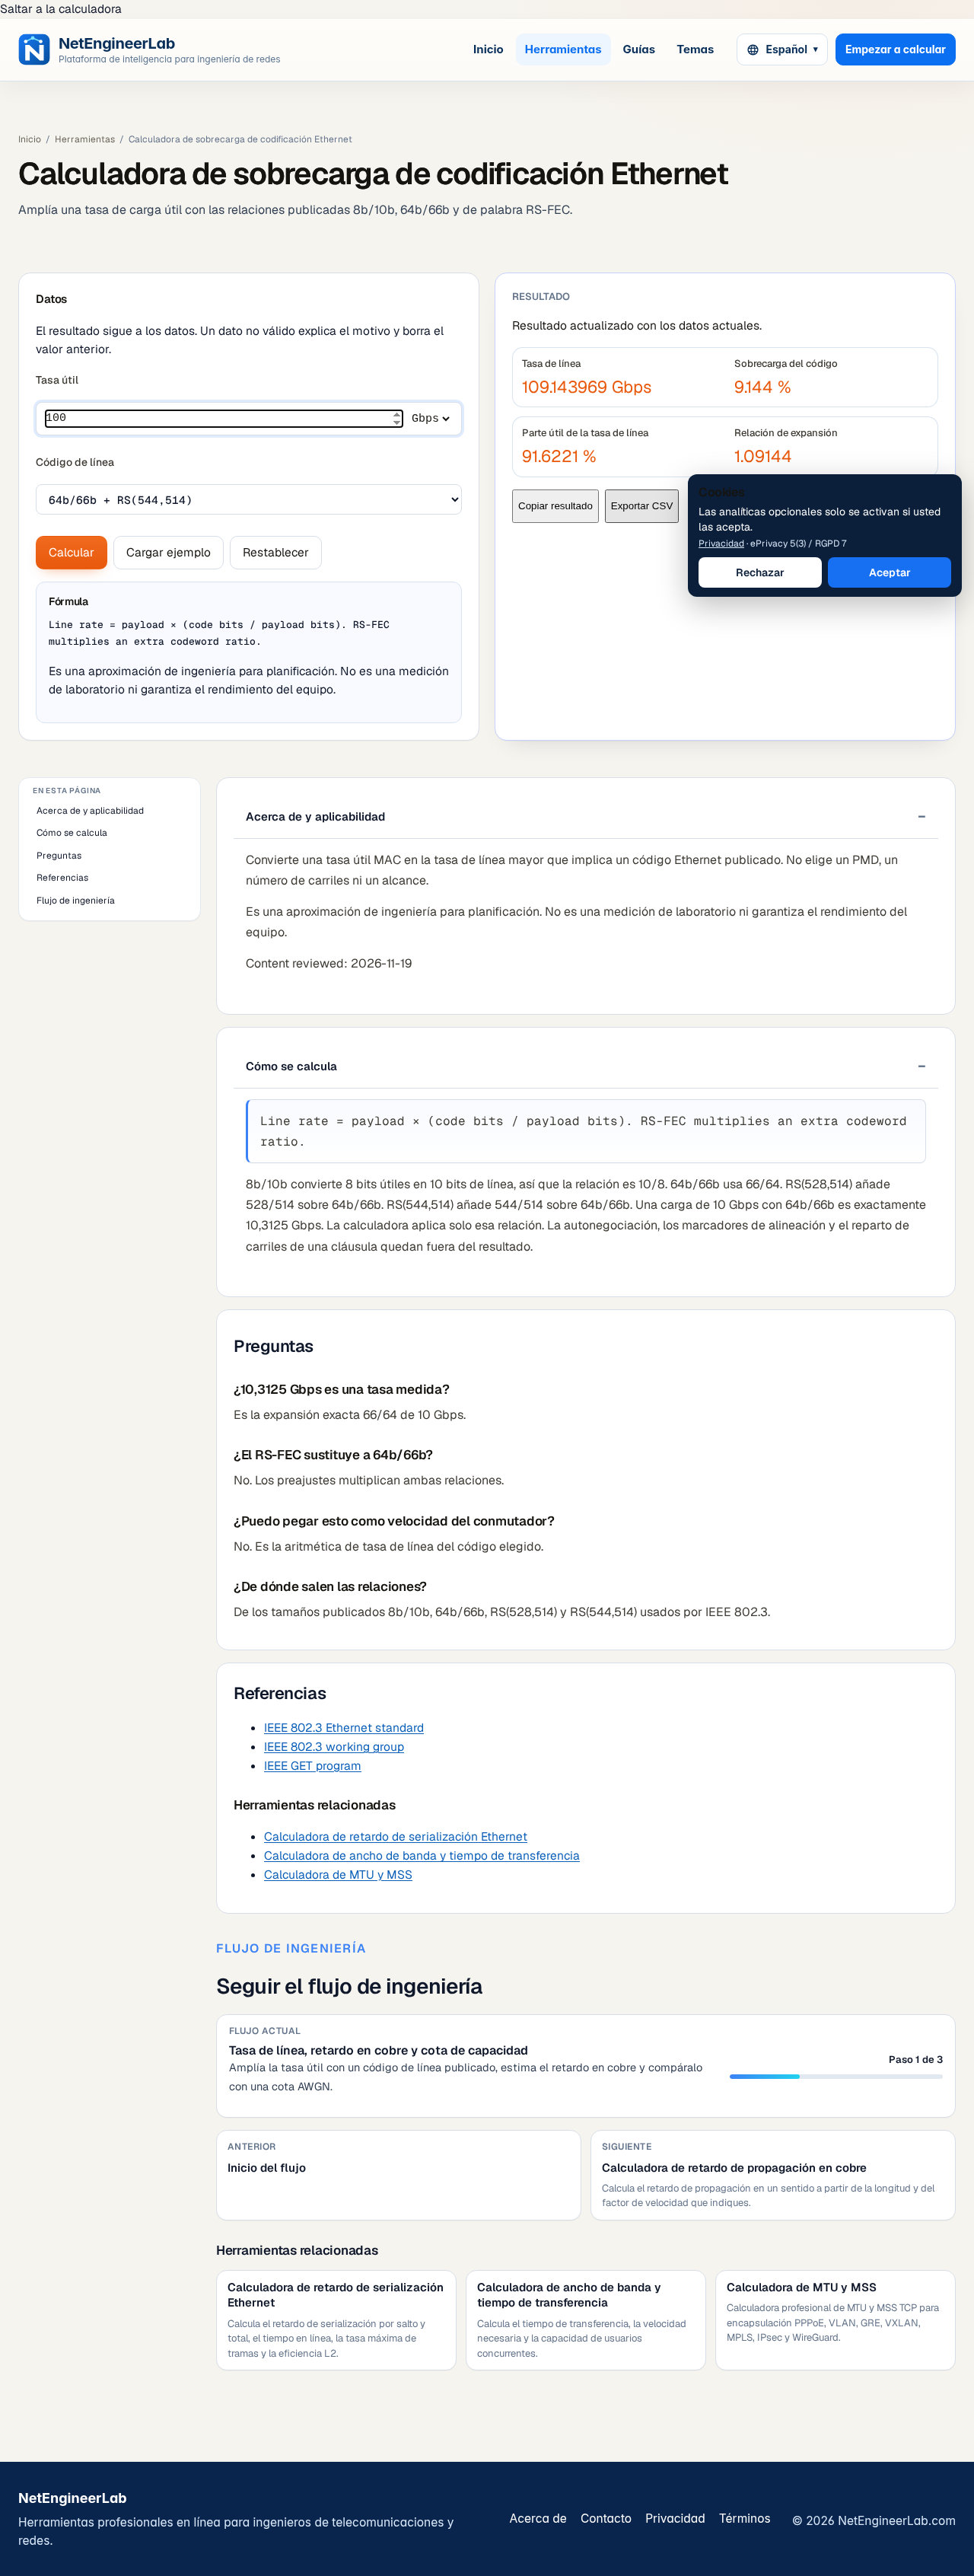 Saltar a la calculadora
NetEngineerLab
Plataforma de inteligencia para ingeniería de redes
Inicio
Herramientas
Guías
Temas
Español ▾
Empezar a calcular
Inicio / Herramientas / Calculadora de sobrecarga de codificación Ethernet
Calculadora de sobrecarga de codificación Ethernet
Amplía una tasa de carga útil con las relaciones publicadas 8b/10b, 64b/66b y de palabra RS-FEC.
Datos
El resultado sigue a los datos. Un dato no válido explica el motivo y borra el
valor anterior.
Tasa útil
100
Gbps
Código de línea
64b/66b + RS(544,514)
Calcular
Cargar ejemplo
Restablecer
Fórmula
Line rate = payload × (code bits / payload bits). RS-FEC
multiplies an extra codeword ratio.
Es una aproximación de ingeniería para planificación. No es una medición
de laboratorio ni garantiza el rendimiento del equipo.
RESULTADO
Resultado actualizado con los datos actuales.
Tasa de línea
109.143969 Gbps
Sobrecarga del código
9.144 %
Parte útil de la tasa de línea
91.6221 %
Relación de expansión
1.09144
Copiar resultado
Exportar CSV
Cookies
Las analíticas opcionales solo se activan si usted
las acepta.
Privacidad · ePrivacy 5(3) / RGPD 7
Rechazar
Aceptar
EN ESTA PÁGINA
Acerca de y aplicabilidad
Cómo se calcula
Preguntas
Referencias
Flujo de ingeniería
Acerca de y aplicabilidad
−
Convierte una tasa útil MAC en la tasa de línea mayor que implica un código Ethernet publicado. No elige un PMD, un
número de carriles ni un alcance.
Es una aproximación de ingeniería para planificación. No es una medición de laboratorio ni garantiza el rendimiento del
equipo.
Content reviewed: 2026-11-19
Cómo se calcula
−
Line rate = payload × (code bits / payload bits). RS-FEC multiplies an extra codeword
ratio.
8b/10b convierte 8 bits útiles en 10 bits de línea, así que la relación es 10/8. 64b/66b usa 66/64. RS(528,514) añade
528/514 sobre 64b/66b. RS(544,514) añade 544/514 sobre 64b/66b. Una carga de 10 Gbps con 64b/66b es exactamente
10,3125 Gbps. La calculadora aplica solo esa relación. La autonegociación, los marcadores de alineación y el reparto de
carriles de una cláusula quedan fuera del resultado.
Preguntas
¿10,3125 Gbps es una tasa medida?
Es la expansión exacta 66/64 de 10 Gbps.
¿El RS-FEC sustituye a 64b/66b?
No. Los preajustes multiplican ambas relaciones.
¿Puedo pegar esto como velocidad del conmutador?
No. Es la aritmética de tasa de línea del código elegido.
¿De dónde salen las relaciones?
De los tamaños publicados 8b/10b, 64b/66b, RS(528,514) y RS(544,514) usados por IEEE 802.3.
Referencias
IEEE 802.3 Ethernet standard
IEEE 802.3 working group
IEEE GET program
Herramientas relacionadas
Calculadora de retardo de serialización Ethernet
Calculadora de ancho de banda y tiempo de transferencia
Calculadora de MTU y MSS
FLUJO DE INGENIERÍA
Seguir el flujo de ingeniería
FLUJO ACTUAL
Tasa de línea, retardo en cobre y cota de capacidad
Amplía la tasa útil con un código de línea publicado, estima el retardo en cobre y compáralo
con una cota AWGN.
Paso 1 de 3
ANTERIOR
Inicio del flujo
SIGUIENTE
Calculadora de retardo de propagación en cobre
Calcula el retardo de propagación en un sentido a partir de la longitud y del
factor de velocidad que indiques.
Herramientas relacionadas
Calculadora de retardo de serialización
Ethernet
Calcula el retardo de serialización por salto y
total, el tiempo en línea, la tasa máxima de
tramas y la eficiencia L2.
Calculadora de ancho de banda y
tiempo de transferencia
Calcula el tiempo de transferencia, la velocidad
necesaria y la capacidad de usuarios
concurrentes.
Calculadora de MTU y MSS
Calculadora profesional de MTU y MSS TCP para
encapsulación PPPoE, VLAN, GRE, VXLAN,
MPLS, IPsec y WireGuard.
NetEngineerLab
Herramientas profesionales en línea para ingenieros de telecomunicaciones y
redes.
Acerca de
Contacto
Privacidad
Términos
© 2026 NetEngineerLab.com